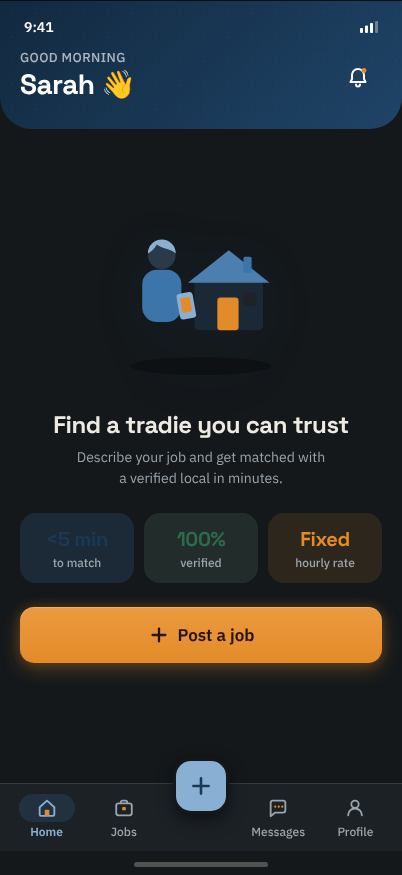 9:41
GOOD MORNING
Sarah 👋
Find a tradie you can trust
Describe your job and get matched with
a verified local in minutes.
<5 min
to match
100%
verified
Fixed
hourly rate
Post a job
Home
Jobs
Messages
Profile